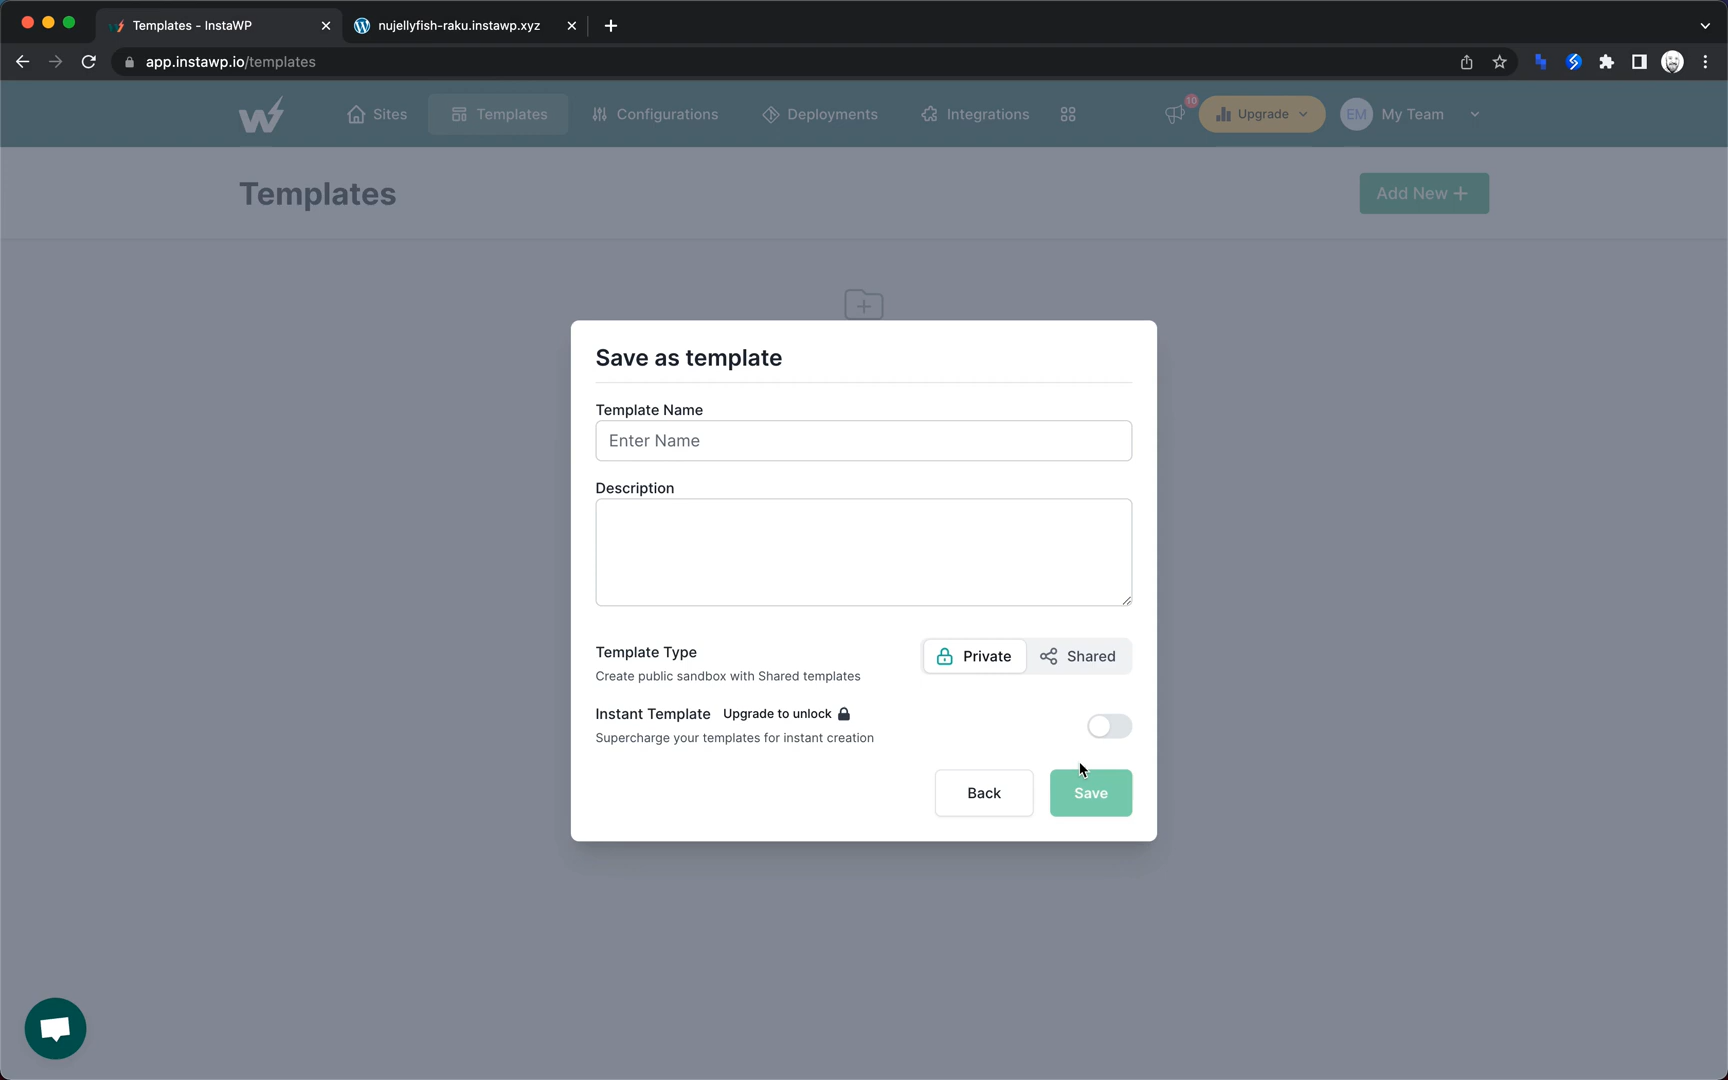 Templates - InstaWP
nujellyfish-raku.instawp.xyz
app.instawp.io/templates
Sites
Templates
Configurations
Deployments
Integrations
10
Upgrade
EM
My Team
Templates
Add New +
Save as template
Template Name
Enter Name
Description
Template Type
Private
Shared
Create public sandbox with Shared templates
Instant Template
Upgrade to unlock
Supercharge your templates for instant creation
Back
Save